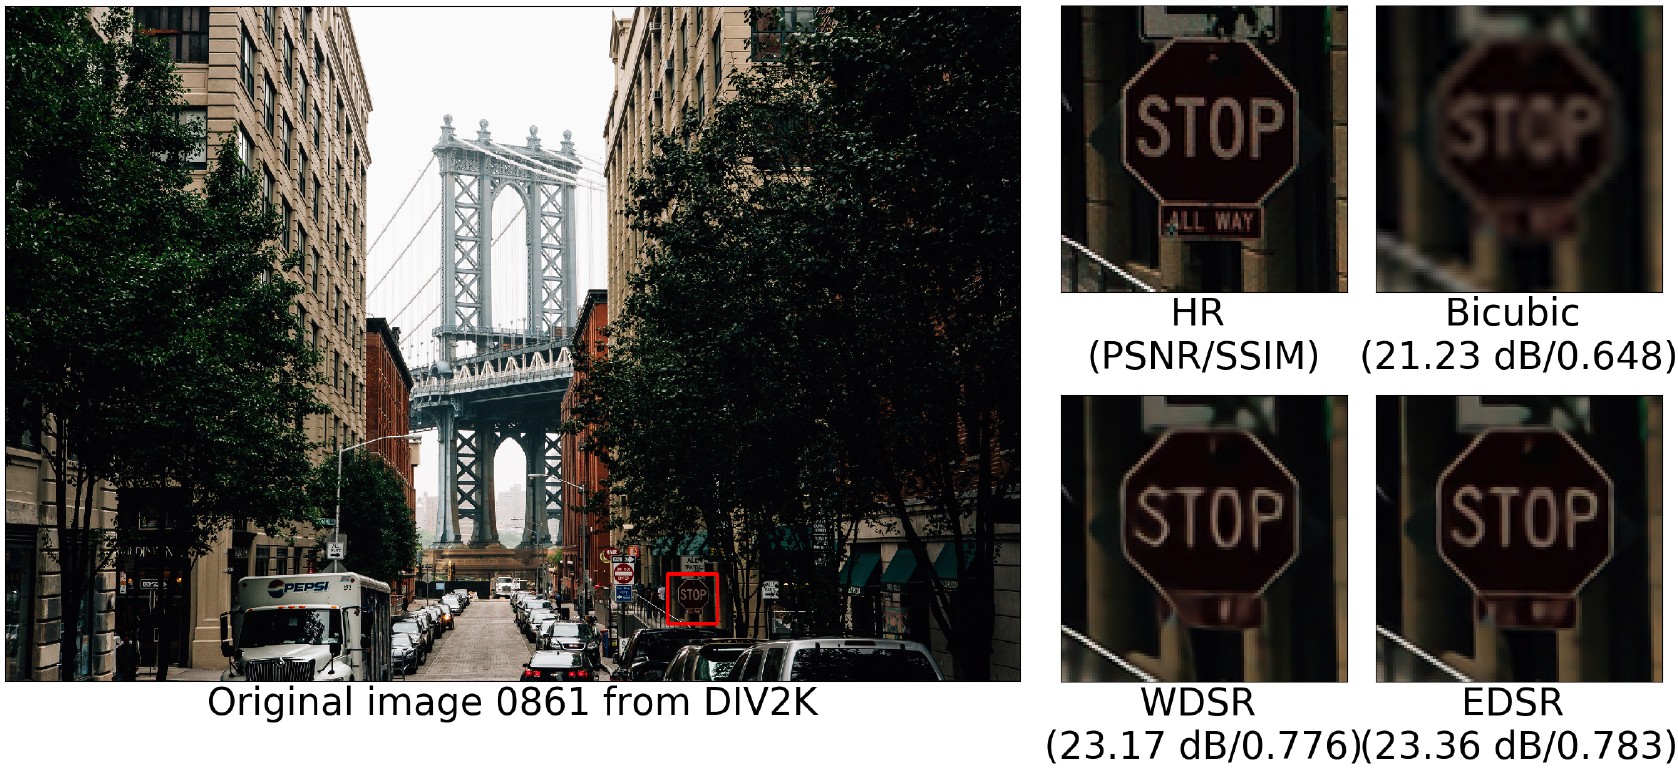 PEPSI
STOP
Original image 0861 from DIV2K
STOP
ALL WAY
HR
(PSNR/SSIM)
STOP
Bicubic
(21.23 dB/0.648)
STOP
WDSR
(23.17 dB/0.776)
STOP
EDSR
(23.36 dB/0.783)